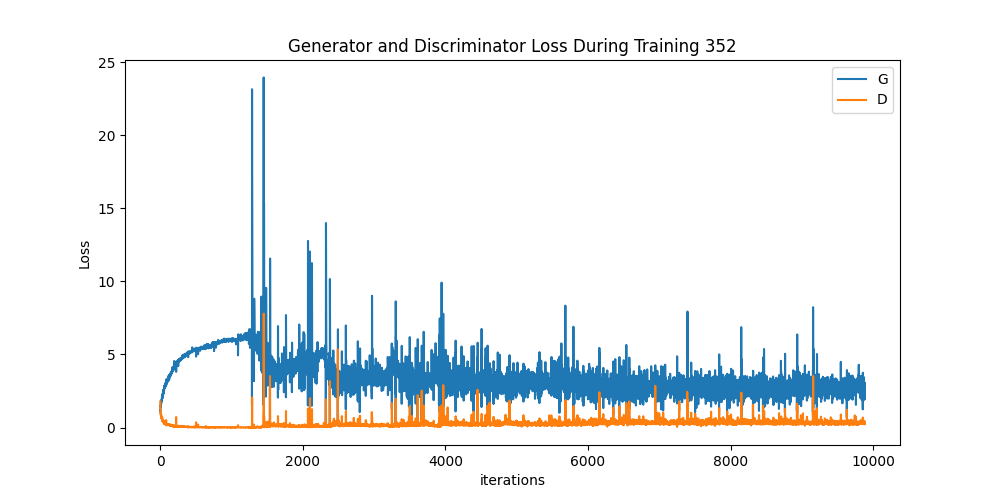 Generator and Discriminator Loss During Training 352
25
20
15
10
5
0
Loss
0 2000 4000 6000 8000 10000
iterations
G
D